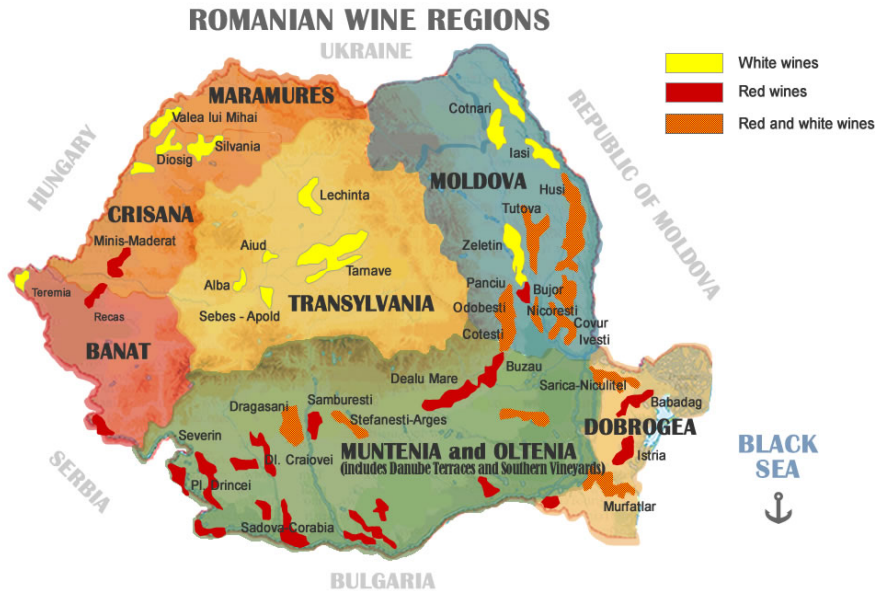 ROMANIAN WINE REGIONS
UKRAINE
White wines
Red wines
Red and white wines
HUNGARY
REPUBLIC OF MOLDOVA
MARAMURES
Valea lui Mihai
Silvania
Diosig
Cotnari
Iasi
MOLDOVA
Husi
Lechinta
CRISANA
Tutova
Minis-Maderat
Aiud
Zeletin
Tarnave
Alba
Panciu
Teremia
Bujor
TRANSYLVANIA
Sebes - Apold
Odobesti
Nicoresti
Recas
Covur
Cotesti
Ivesti
BANAT
Buzau
Dealu Mare
Sarica-Niculitel
Samburesti
Babadag
Dragasani
Stefanesti-Arges
DOBROGEA
Severin
MUNTENIA and OLTENIA
(includes Danube Terraces and Southern Vineyards)
Dl. Craiovei
Istria
BLACK
SEA
SERBIA
Pl. Drincei
Murfatlar
Sadova-Corabia
BULGARIA